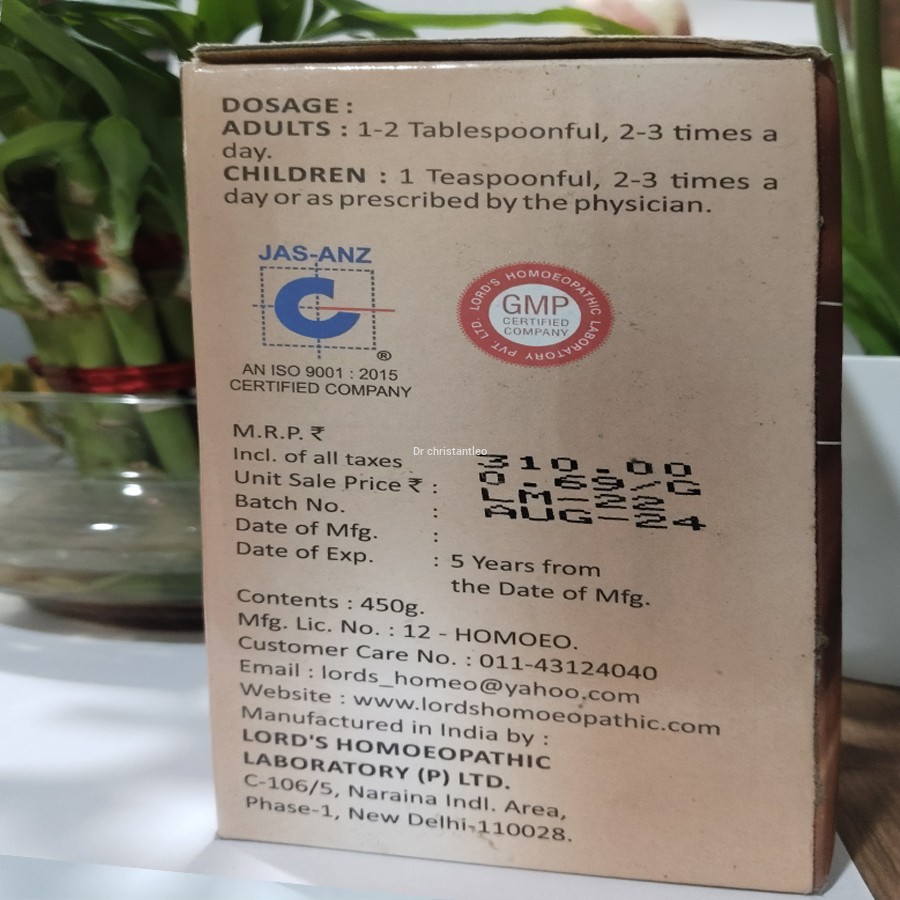 DOSAGE :
ADULTS : 1-2 Tablespoonful, 2-3 times a
day.
CHILDREN : 1 Teaspoonful, 2-3 times a
day or as prescribed by the physician.
JAS-ANZ
®
AN ISO 9001 : 2015
CERTIFIED COMPANY
LORD'S HOMOEOPATHIC LABORATORY PVT. LTD.
GMP
CERTIFIED
COMPANY
M.R.P. ₹
Incl. of all taxes 310.00
Unit Sale Price ₹ : 0.69/G
Batch No. : LM-22
Date of Mfg. : AUG-24
Date of Exp. : 5 Years from
the Date of Mfg.
Contents : 450g.
Mfg. Lic. No. : 12 - HOMOEO.
Customer Care No. : 011-43124040
Email : lords_homeo@yahoo.com
Website : www.lordshomoeopathic.com
Manufactured in India by :
LORD'S HOMOEOPATHIC
LABORATORY (P) LTD.
C-106/5, Naraina Indl. Area,
Phase-1, New Delhi-110028.
Dr christantleo